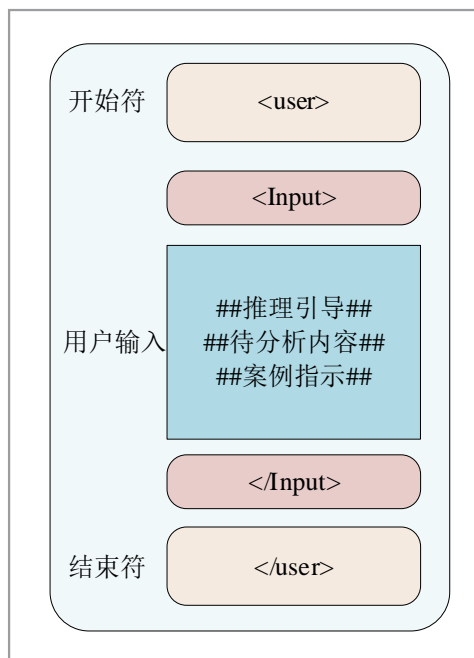 开始符
<user>
<Input>
用户输入
##推理引导##
##待分析内容##
##案例指示##
</Input>
结束符
</user>